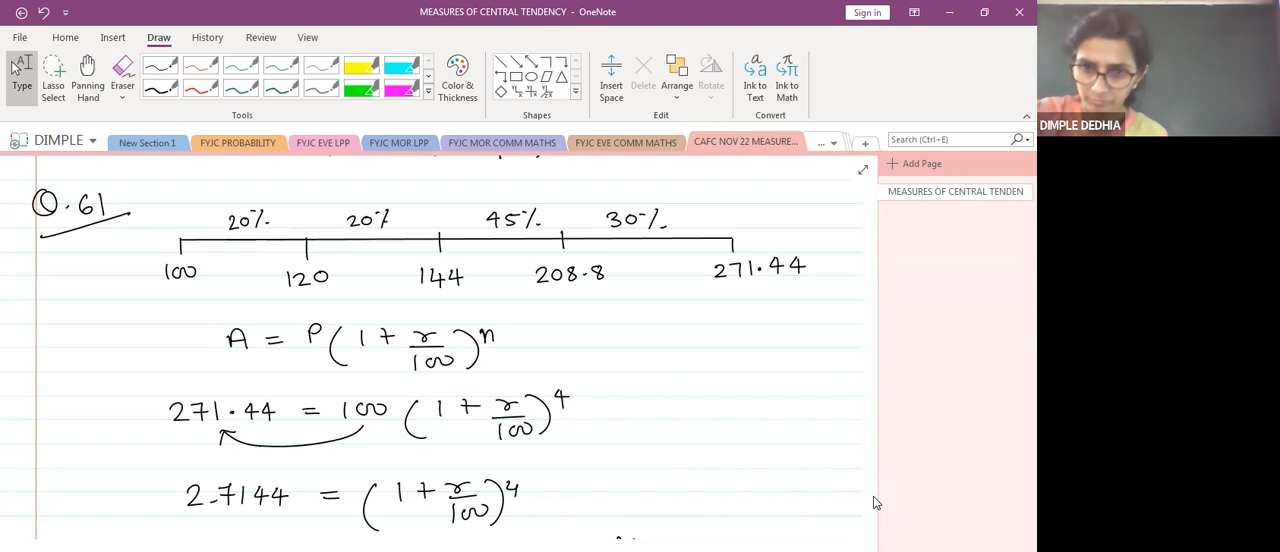 MEASURES OF CENTRAL TENDENCY - OneNote
Sign in
File Home Insert Draw History Review View
Type
Lasso Select
Panning Hand
Eraser
Color & Thickness
Insert Space
Delete
Arrange
Rotate
Ink to Text
Ink to Math
Tools Shapes Edit Convert
DIMPLE DEDHIA
DIMPLE New Section 1 FYJC PROBABILITY FYJC EVE LPP FYJC MOR LPP FYJC MOR COMM MATHS FYJC EVE COMM MATHS CAFC NOV 22 MEASURE... ... + Search (Ctrl+E)
+ Add Page
MEASURES OF CENTRAL TENDEN
Q.61
20% 20% 45% 30%
100 120 144 208.8 271.44
A = P (1 + r/100)^n
271.44 = 100 (1 + r/100)^4
2.7144 = (1 + r/100)^4